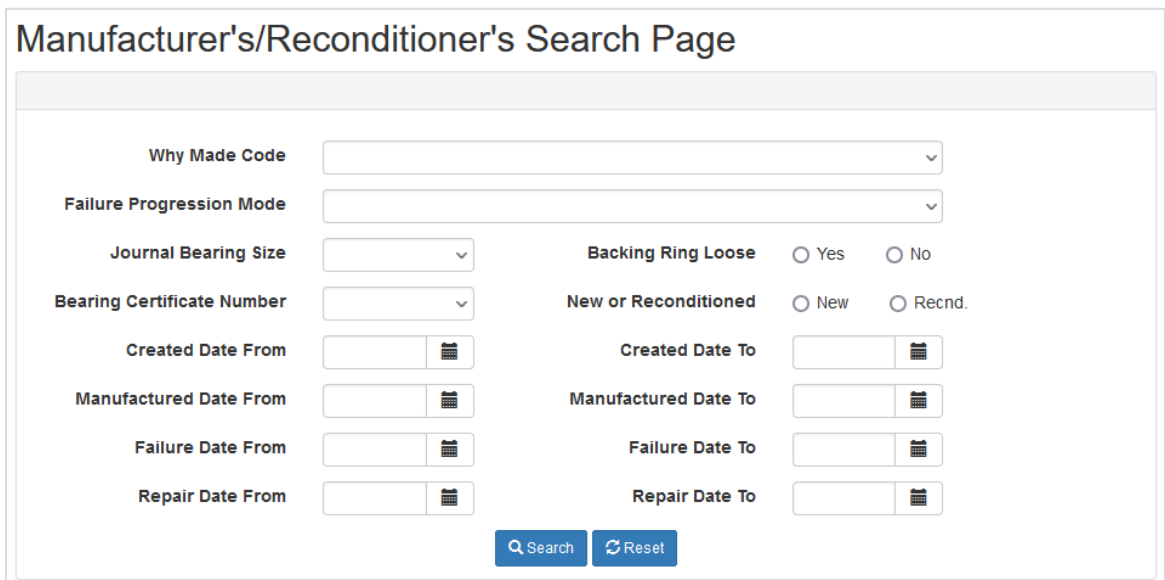 Manufacturer's/Reconditioner's Search Page
Why Made Code
Failure Progression Mode
Journal Bearing Size
Backing Ring Loose Yes No
Bearing Certificate Number
New or Reconditioned New Recnd.
Created Date From
Created Date To
Manufactured Date From
Manufactured Date To
Failure Date From
Failure Date To
Repair Date From
Repair Date To
Search Reset